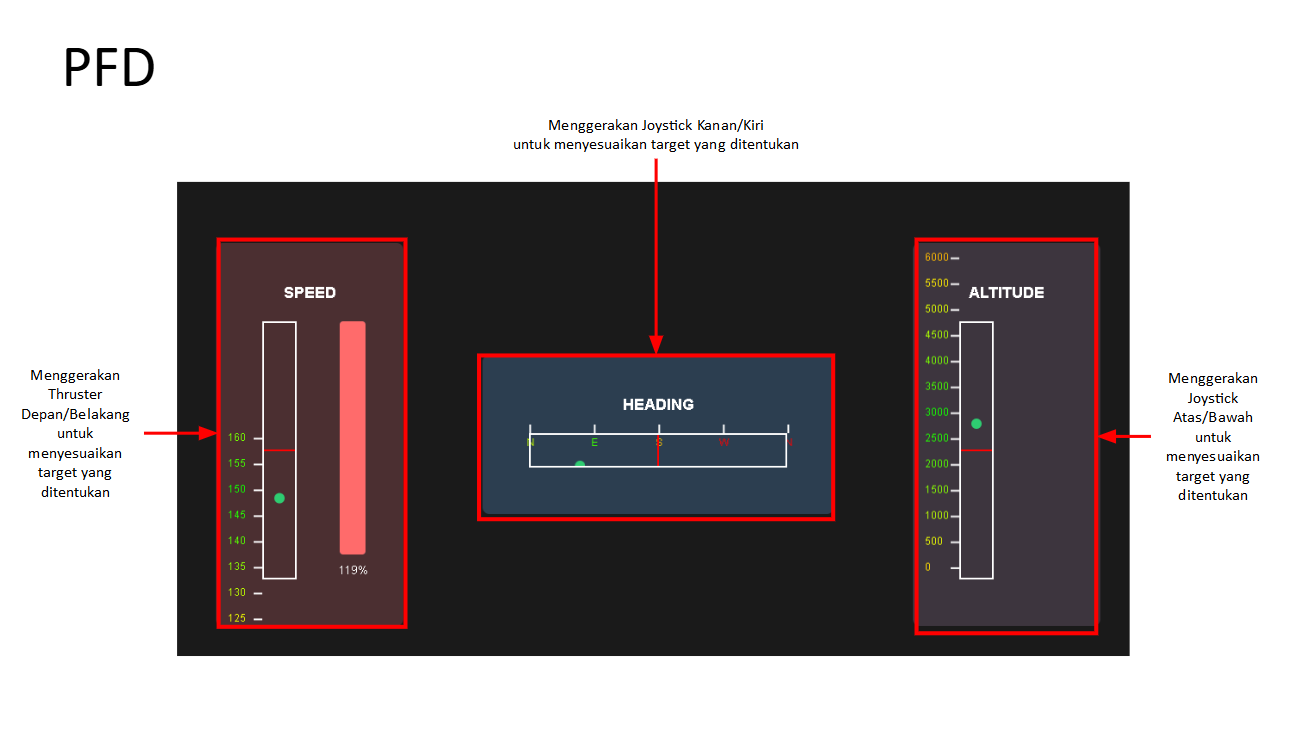 PFD
Menggerakan Joystick Kanan/Kiri
untuk menyesuaikan target yang ditentukan
Menggerakan
Thruster
Depan/Belakang
untuk
menyesuaikan
target yang
ditentukan
SPEED
160
155
150
145
140
135
130
125
119%
HEADING
N
E
S
W
N
6000
5500
5000
4500
4000
3500
3000
2500
2000
1500
1000
500
0
ALTITUDE
Menggerakan
Joystick
Atas/Bawah
untuk
menyesuaikan
target yang
ditentukan